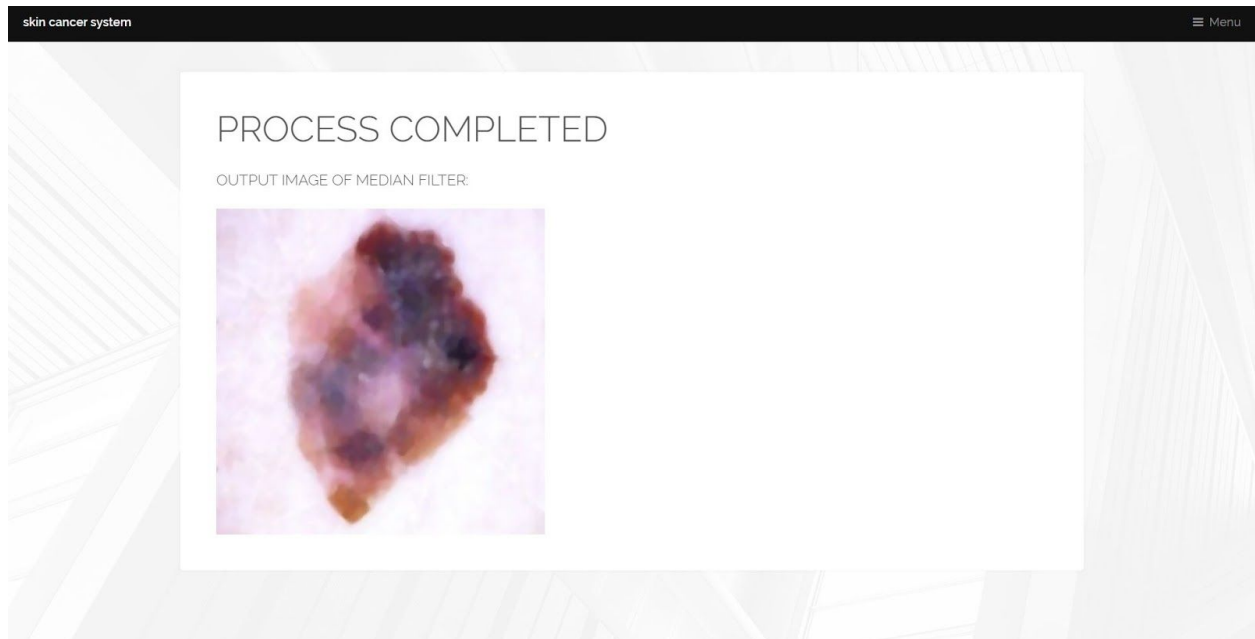 skin cancer system
Menu
PROCESS COMPLETED
OUTPUT IMAGE OF MEDIAN FILTER: